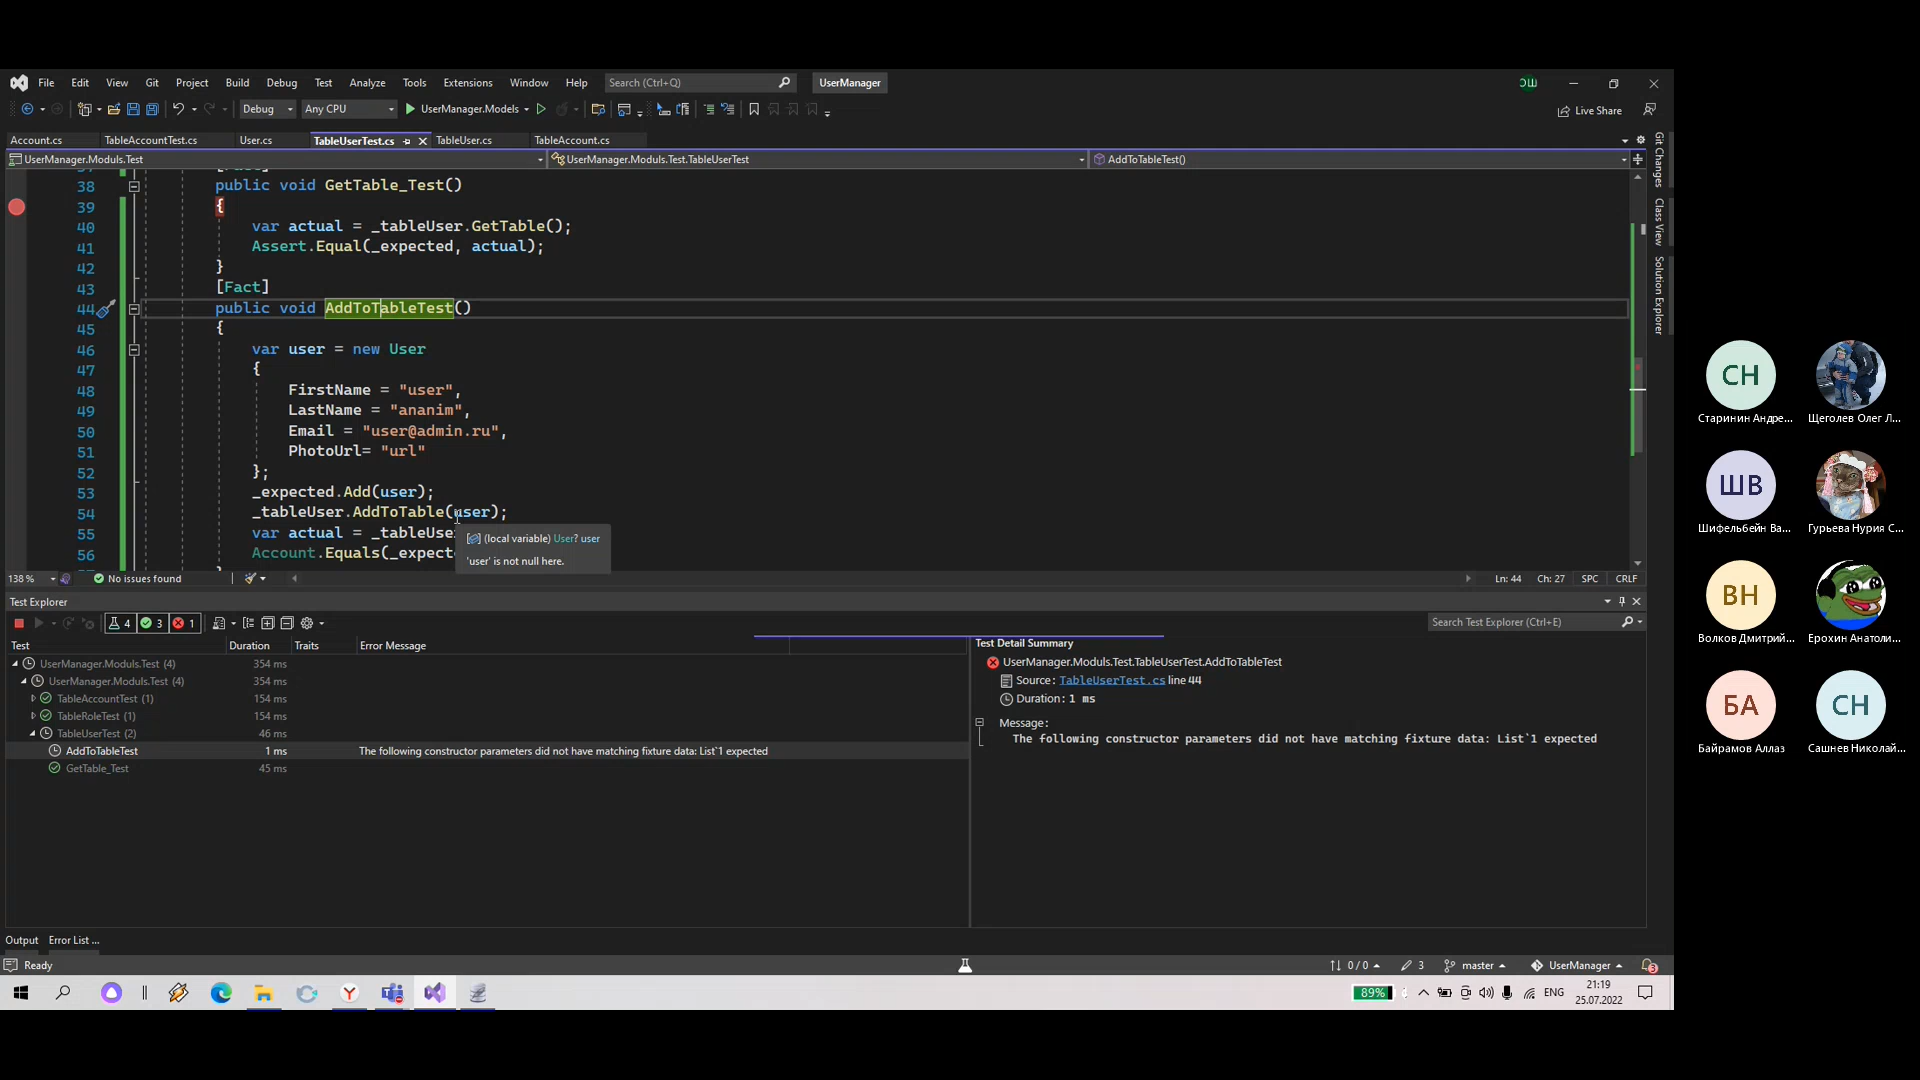 File Edit View Git Project Build Debug Test Analyze Tools Extensions Window Help Search (Ctrl+Q) UserManager
Debug Any CPU UserManager.Models Live Share
Account.cs TableAccountTest.cs User.cs TableUserTest.cs TableUser.cs TableAccount.cs
UserManager.Moduls.Test UserManager.Moduls.Test.TableUserTest AddToTableTest()
38 public void GetTable_Test()
39 {
40 var actual = _tableUser.GetTable();
41 Assert.Equal(_expected, actual);
42 }
43 [Fact]
44 public void AddToTableTest()
45 {
46 var user = new User
47 {
48 FirstName = "user",
49 LastName = "ananim",
50 Email = "user@admin.ru",
51 PhotoUrl= "url"
52 };
53 _expected.Add(user);
54 _tableUser.AddToTable(user);
55 var actual = _tableUse
56 Account.Equals(_expecte
(local variable) User? user
'user' is not null here.
138 % No issues found Ln: 44 Ch: 27 SPC CRLF
Git Changes
Class View
Solution Explorer
Test Explorer
4 3 1 Search Test Explorer (Ctrl+E)
Test Duration Traits Error Message
UserManager.Moduls.Test (4) 354 ms
UserManager.Moduls.Test (4) 354 ms
TableAccountTest (1) 154 ms
TableRoleTest (1) 154 ms
TableUserTest (2) 46 ms
AddToTableTest 1 ms The following constructor parameters did not have matching fixture data: List`1 expected
GetTable_Test 45 ms
Test Detail Summary
UserManager.Moduls.Test.TableUserTest.AddToTableTest
Source: TableUserTest.cs line 44
Duration: 1 ms
Message:
The following constructor parameters did not have matching fixture data: List`1 expected
Output Error List ...
Ready 0 / 0 3 master UserManager 3
89% ENG 21:19
25.07.2022
СН
Старинин Андре... Щеголев Олег Л...
ШВ
Шифельбейн Ва... Гурьева Нурия С...
ВН
Волков Дмитрий... Ерохин Анатоли...
БА СН
Байрамов Аллаз Сашнев Николай...